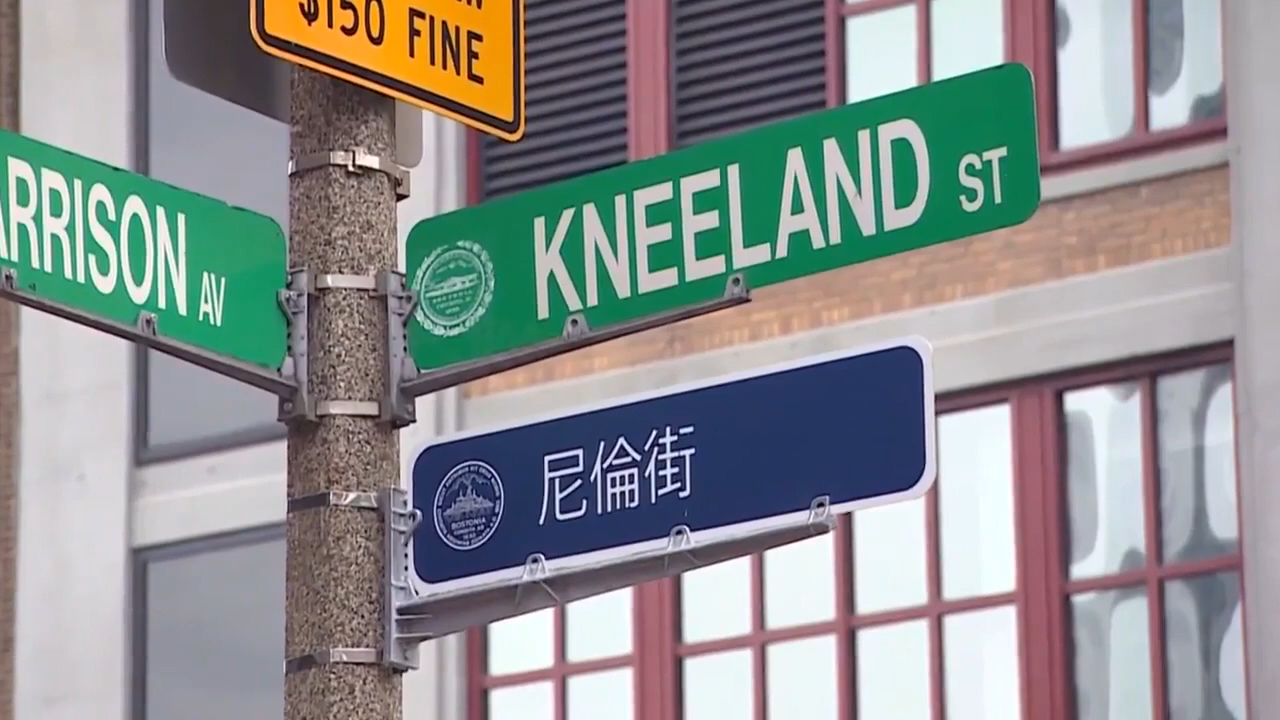 $150 FINE
ARRISON AV
KNEELAND ST
尼倫街
BOSTONIA